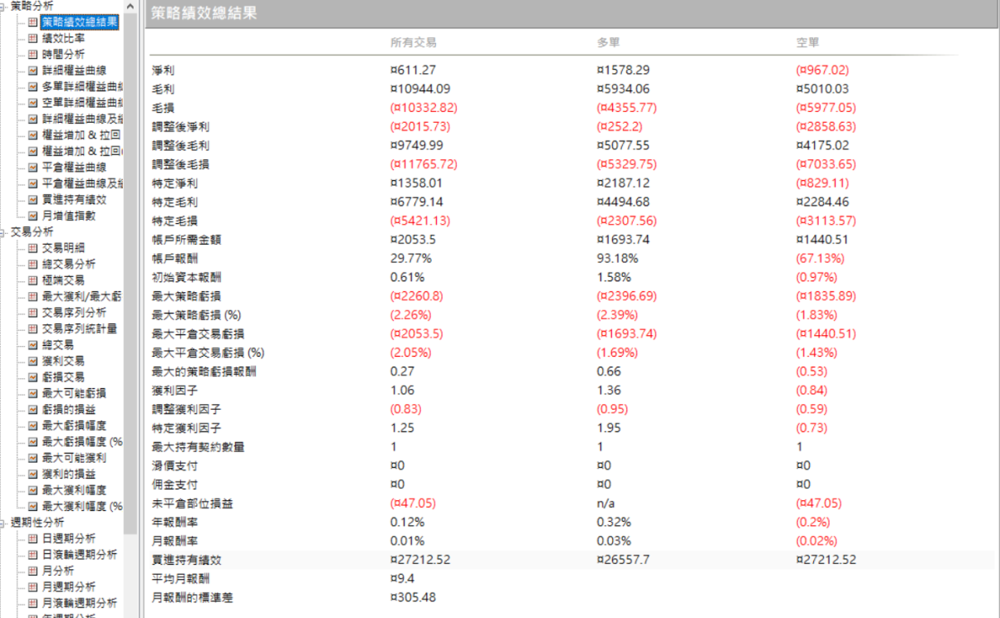 策略分析
策略績效總結果
績效比率
時間分析
詳細權益曲線
多單詳細權益曲線
空單詳細權益曲線
詳細權益曲線及
權益增加 & 拉回
權益增加 & 拉回
平倉權益曲線
平倉權益曲線及
買進持有績效
月增值指數
交易分析
交易明細
總交易分析
極端交易
最大獲利/最大虧
交易序列分析
交易序列統計量
總交易
獲利交易
虧損交易
最大可能虧損
虧損的損益
最大虧損幅度
最大虧損幅度 (%
最大可能獲利
獲利的損益
最大獲利幅度
最大獲利幅度 (%
週期性分析
日週期分析
日滾輪週期分析
月分析
月週期分析
月滾輪週期分析
策略績效總結果
所有交易 多單 空單
淨利 ¤611.27 ¤1578.29 (¤967.02)
毛利 ¤10944.09 ¤5934.06 ¤5010.03
毛損 (¤10332.82) (¤4355.77) (¤5977.05)
調整後淨利 (¤2015.73) (¤252.2) (¤2858.63)
調整後毛利 ¤9749.99 ¤5077.55 ¤4175.02
調整後毛損 (¤11765.72) (¤5329.75) (¤7033.65)
特定淨利 ¤1358.01 ¤2187.12 (¤829.11)
特定毛利 ¤6779.14 ¤4494.68 ¤2284.46
特定毛損 (¤5421.13) (¤2307.56) (¤3113.57)
帳戶所需金額 ¤2053.5 ¤1693.74 ¤1440.51
帳戶報酬 29.77% 93.18% (67.13%)
初始資本報酬 0.61% 1.58% (0.97%)
最大策略虧損 (¤2260.8) (¤2396.69) (¤1835.89)
最大策略虧損 (%) (2.26%) (2.39%) (1.83%)
最大平倉交易虧損 (¤2053.5) (¤1693.74) (¤1440.51)
最大平倉交易虧損 (%) (2.05%) (1.69%) (1.43%)
最大的策略虧損報酬 0.27 0.66 (0.53)
獲利因子 1.06 1.36 (0.84)
調整獲利因子 (0.83) (0.95) (0.59)
特定獲利因子 1.25 1.95 (0.73)
最大持有契約數量 1 1 1
滑價支付 ¤0 ¤0 ¤0
佣金支付 ¤0 ¤0 ¤0
未平倉部位損益 (¤47.05) n/a (¤47.05)
年報酬率 0.12% 0.32% (0.2%)
月報酬率 0.01% 0.03% (0.02%)
買進持有績效 ¤27212.52 ¤26557.7 ¤27212.52
平均月報酬 ¤9.4
月報酬的標準差 ¤305.48